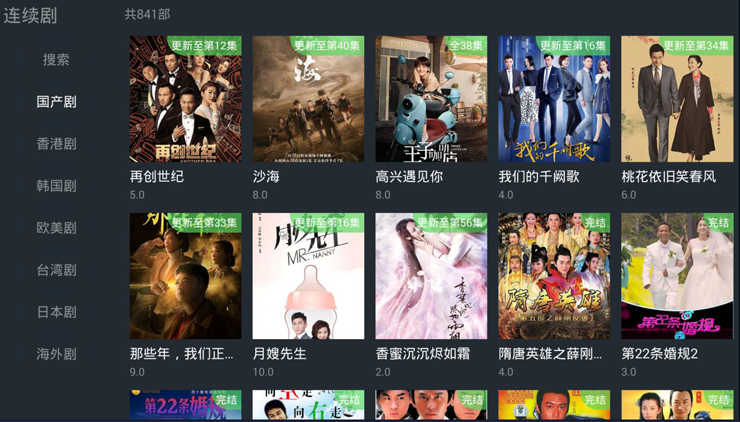 连续剧
共841部
搜索
国产剧
香港剧
韩国剧
欧美剧
台湾剧
日本剧
海外剧
更新至第12集
再创世纪
再创世纪
5.0
更新至第40集
海
沙海
8.0
全38集
王子咖啡店
高兴遇见你
8.0
更新至第16集
我们的千阙歌
我们的千阙歌
4.0
更新至第34集
桃花依旧笑春风
6.0
更新至第33集
那些年，我们正...
9.0
更新至第16集
月嫂先生
MR. NANNY
月嫂先生
10.0
更新至第56集
香蜜沉沉烬如霜
2.0
完结
隋唐英雄
隋唐英雄之薛刚...
4.0
完结
第22条婚规
第22条婚规2
3.0
完结
第22条婚规
完结
向左走
向右走
完结
完结
完结